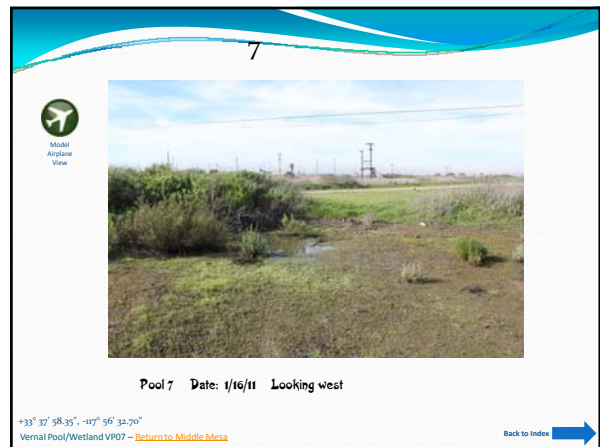 7
Model
Airplane
View
Pool 7 Date: 1/16/11 Looking west
+33° 37' 58.35", -117° 56' 32.70"
Vernal Pool/Wetland VP07 – Return to Middle Mesa
Back to Index